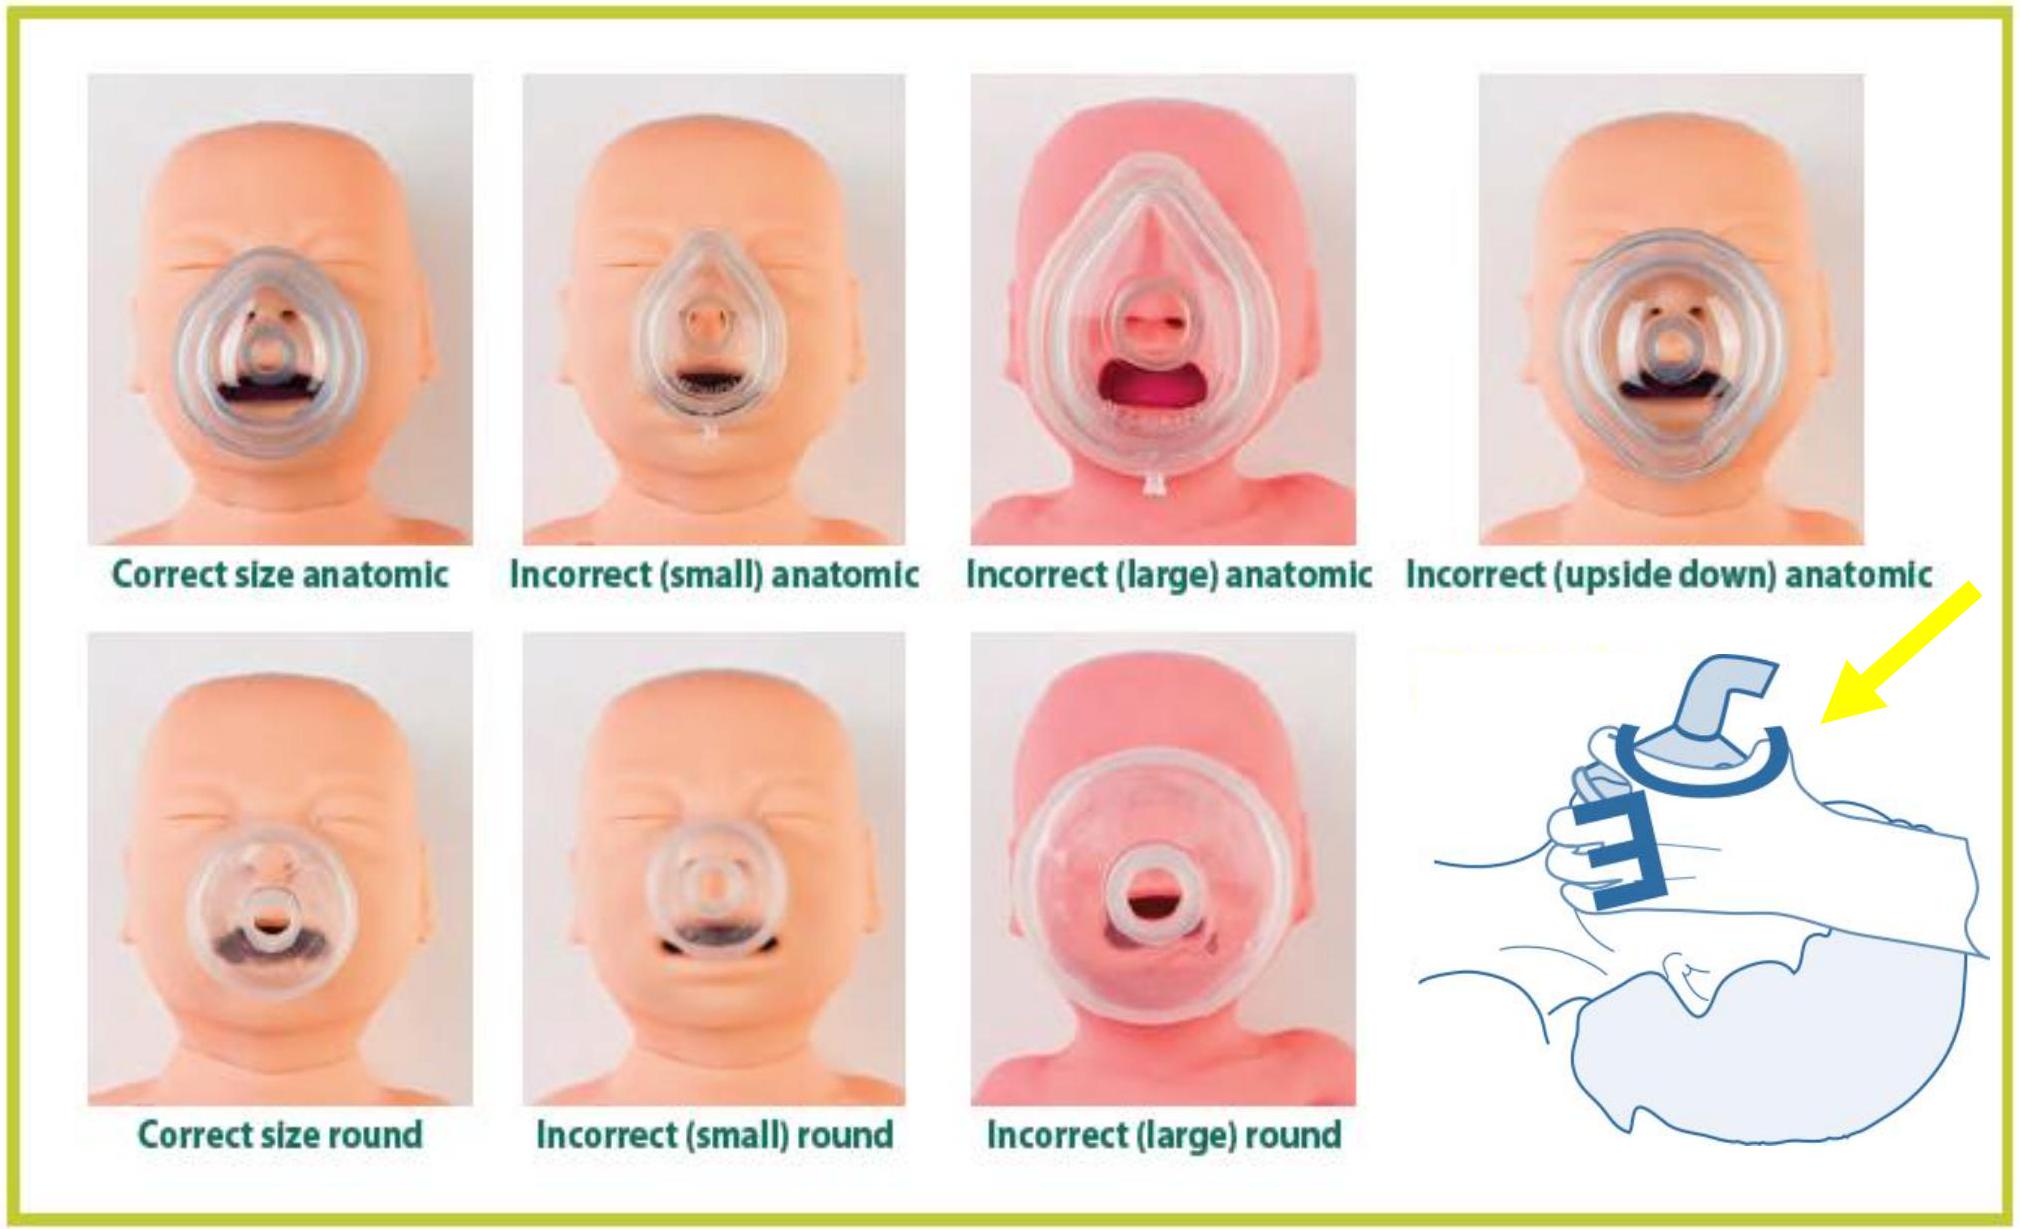 Correct size anatomic
Incorrect (small) anatomic
Incorrect (large) anatomic
Incorrect (upside down) anatomic
E
Correct size round
Incorrect (small) round
Incorrect (large) round